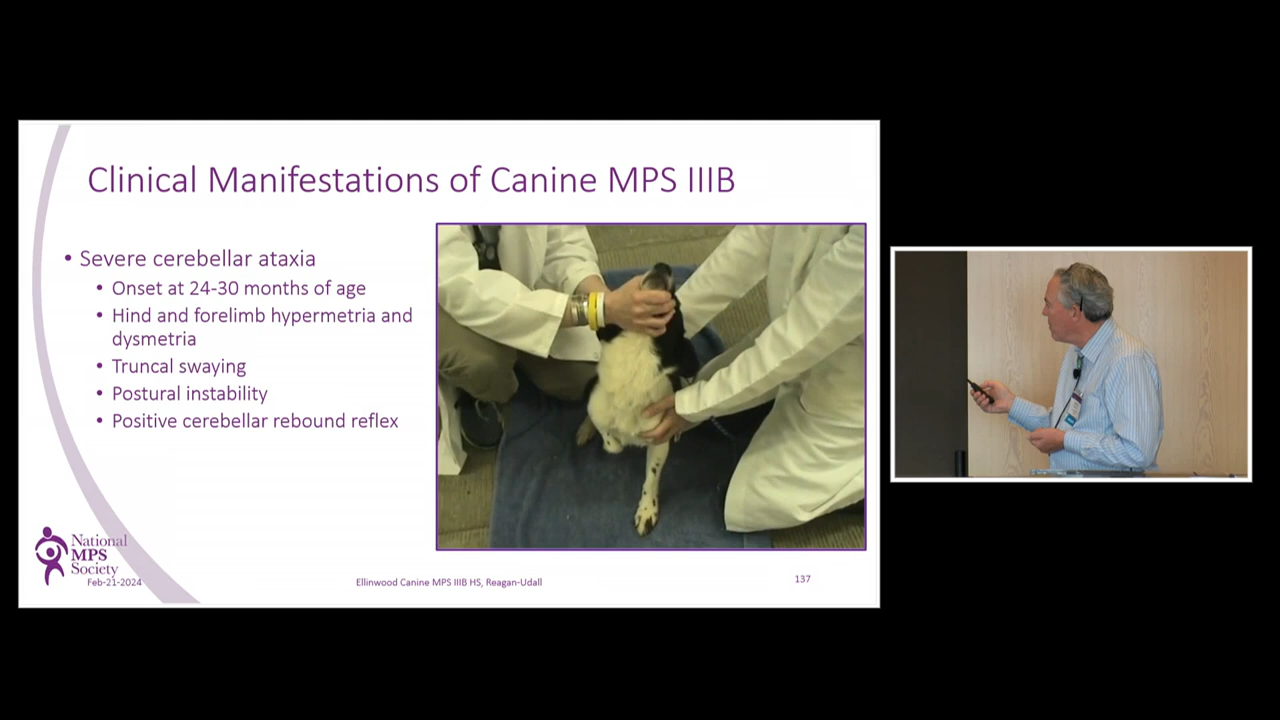 Clinical Manifestations of Canine MPS IIIB
• Severe cerebellar ataxia
• Onset at 24-30 months of age
• Hind and forelimb hypermetria and
dysmetria
• Truncal swaying
• Postural instability
• Positive cerebellar rebound reflex
National
MPS
Society
Feb-21-2024
Ellinwood Canine MPS IIIB HS, Reagan-Udall
137